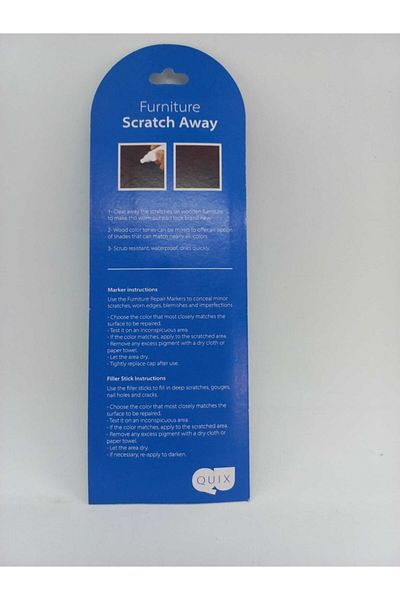 Furniture
Scratch Away
1- Clear away the scratches on wooden furniture
to make the worn out part look brand new.
2- Wood color tones can be mixed to offer an option
of shades that can match nearly all colors.
3- Scrub resistant, waterproof, dries quickly.
Marker instructions
Use the Furniture Repair Markers to conceal minor
scratches, worn edges, blemishes and imperfections.
- Choose the color that most closely matches the
surface to be repaired.
- Test it on an inconspicuous area.
- If the color matches, apply to the scratched area.
- Remove any excess pigment with a dry cloth or
paper towel.
- Let the area dry.
- Tightly replace cap after use.
Filler Stick Instructions
Use the filler sticks to fill in deep scratches, gouges,
nail holes and cracks.
- Choose the color that most closely matches the
surface to be repaired.
- Test it on an inconspicuous area.
- If the color matches, apply to the scratched area.
- Remove any excess pigment with a dry cloth or
paper towel.
- Let the area dry.
- If necessary, re-apply to darken.
QUIX